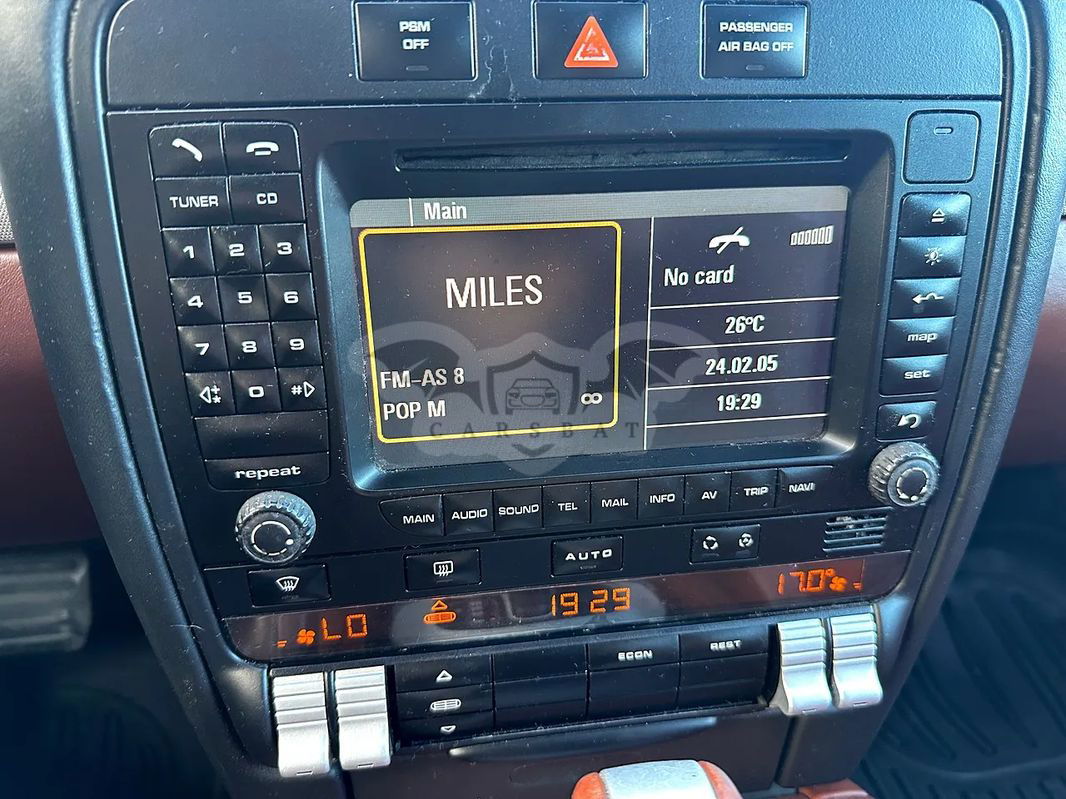 PSM
OFF
PASSENGER
AIR BAG OFF
TUNER
CD
1
2
3
4
5
6
7
8
9
0
#
repeat
map
set
Main
MILES
FM-AS 8
POP M
∞
No card
26°C
24.02.05
19:29
CARSBAT
MAIN
AUDIO
SOUND
TEL
MAIL
INFO
AV
TRIP
NAVI
AUTO
LO
19 29
17.0°
ECON
REST